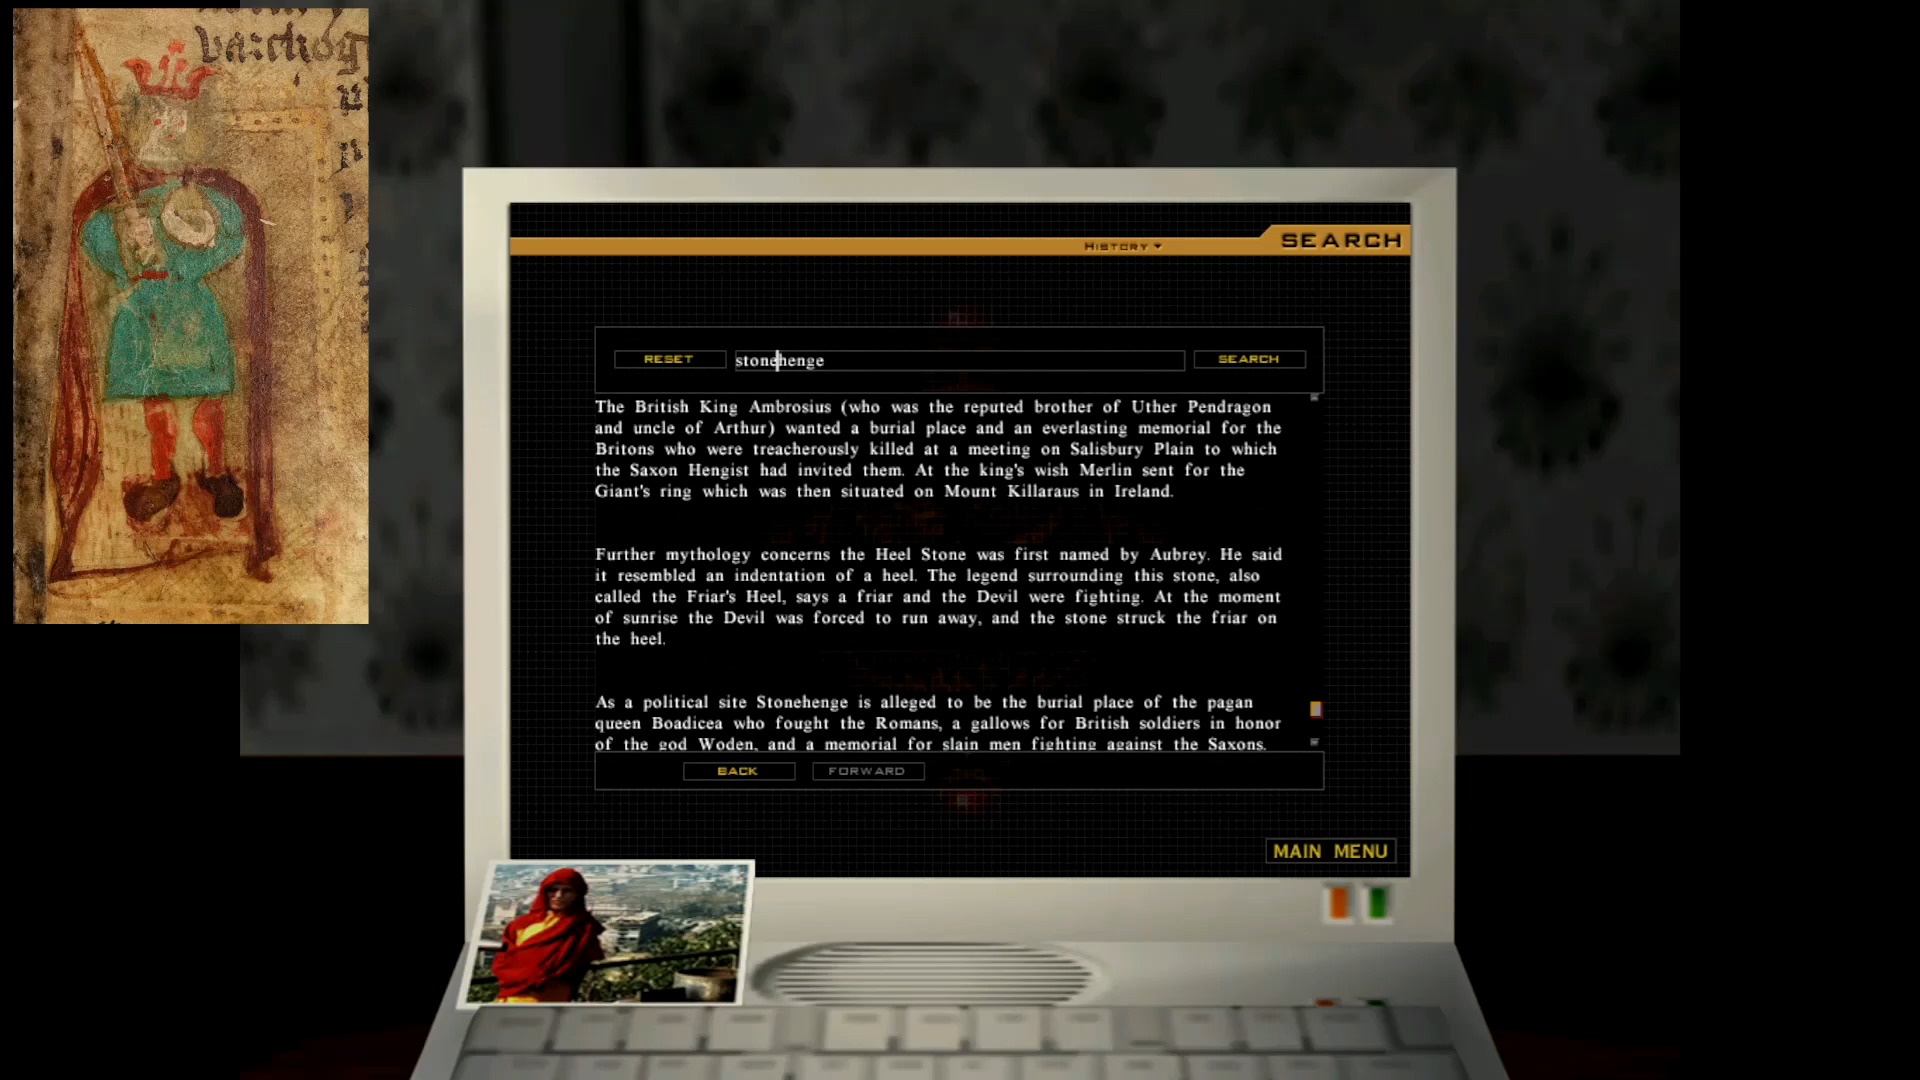 HISTORY
SEARCH
RESET
stonehenge
SEARCH
The British King Ambrosius (who was the reputed brother of Uther Pendragon
and uncle of Arthur) wanted a burial place and an everlasting memorial for the
Britons who were treacherously killed at a meeting on Salisbury Plain to which
the Saxon Hengist had invited them. At the king's wish Merlin sent for the
Giant's ring which was then situated on Mount Killaraus in Ireland.
Further mythology concerns the Heel Stone was first named by Aubrey. He said
it resembled an indentation of a heel. The legend surrounding this stone, also
called the Friar's Heel, says a friar and the Devil were fighting. At the moment
of sunrise the Devil was forced to run away, and the stone struck the friar on
the heel.
As a political site Stonehenge is alleged to be the burial place of the pagan
queen Boadicea who fought the Romans, a gallows for British soldiers in honor
of the god Woden, and a memorial for slain men fighting against the Saxons.
BACK
FORWARD
MAIN MENU